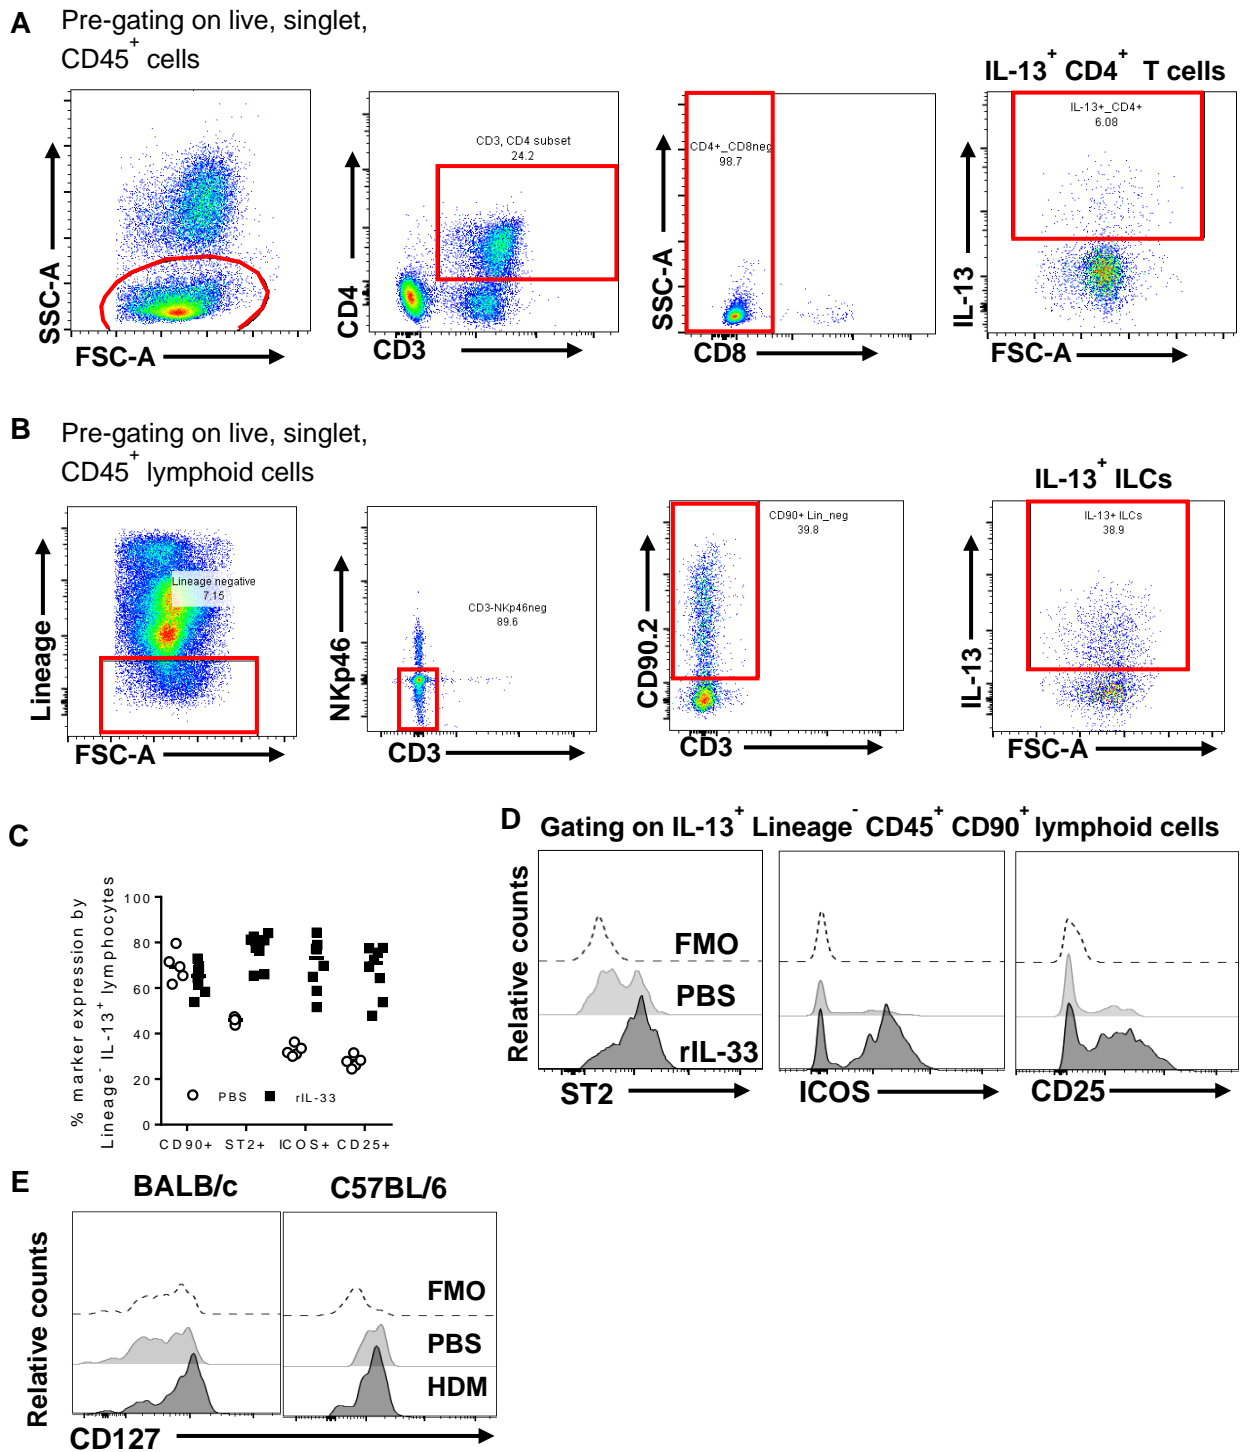 A Pre-gating on live, singlet,
CD45+ cells
IL-13+ CD4+ T cells
SSC-A
FSC-A
CD3, CD4 subset
24.2
CD4
CD3
CD4+_CD8neg
98.7
SSC-A
CD8
IL-13+_CD4+
6.08
IL-13
FSC-A
B Pre-gating on live, singlet,
CD45+ lymphoid cells
IL-13+ ILCs
Lineage negative
7.15
Lineage
FSC-A
CD3-NKp46neg
89.6
NKp46
CD3
CD90+ Lin_neg
39.8
CD90.2
CD3
IL-13+ ILCs
38.9
IL-13
FSC-A
C
% marker expression by
Lineage- IL-13+ lymphocytes
100
80
60
40
20
0
PBS rIL-33
CD90+ ST2+ ICOS+ CD25+
D Gating on IL-13+ Lineage- CD45+ CD90+ lymphoid cells
Relative counts
FMO
PBS
rIL-33
ST2
ICOS
CD25
E BALB/c C57BL/6
Relative counts
FMO
PBS
HDM
CD127